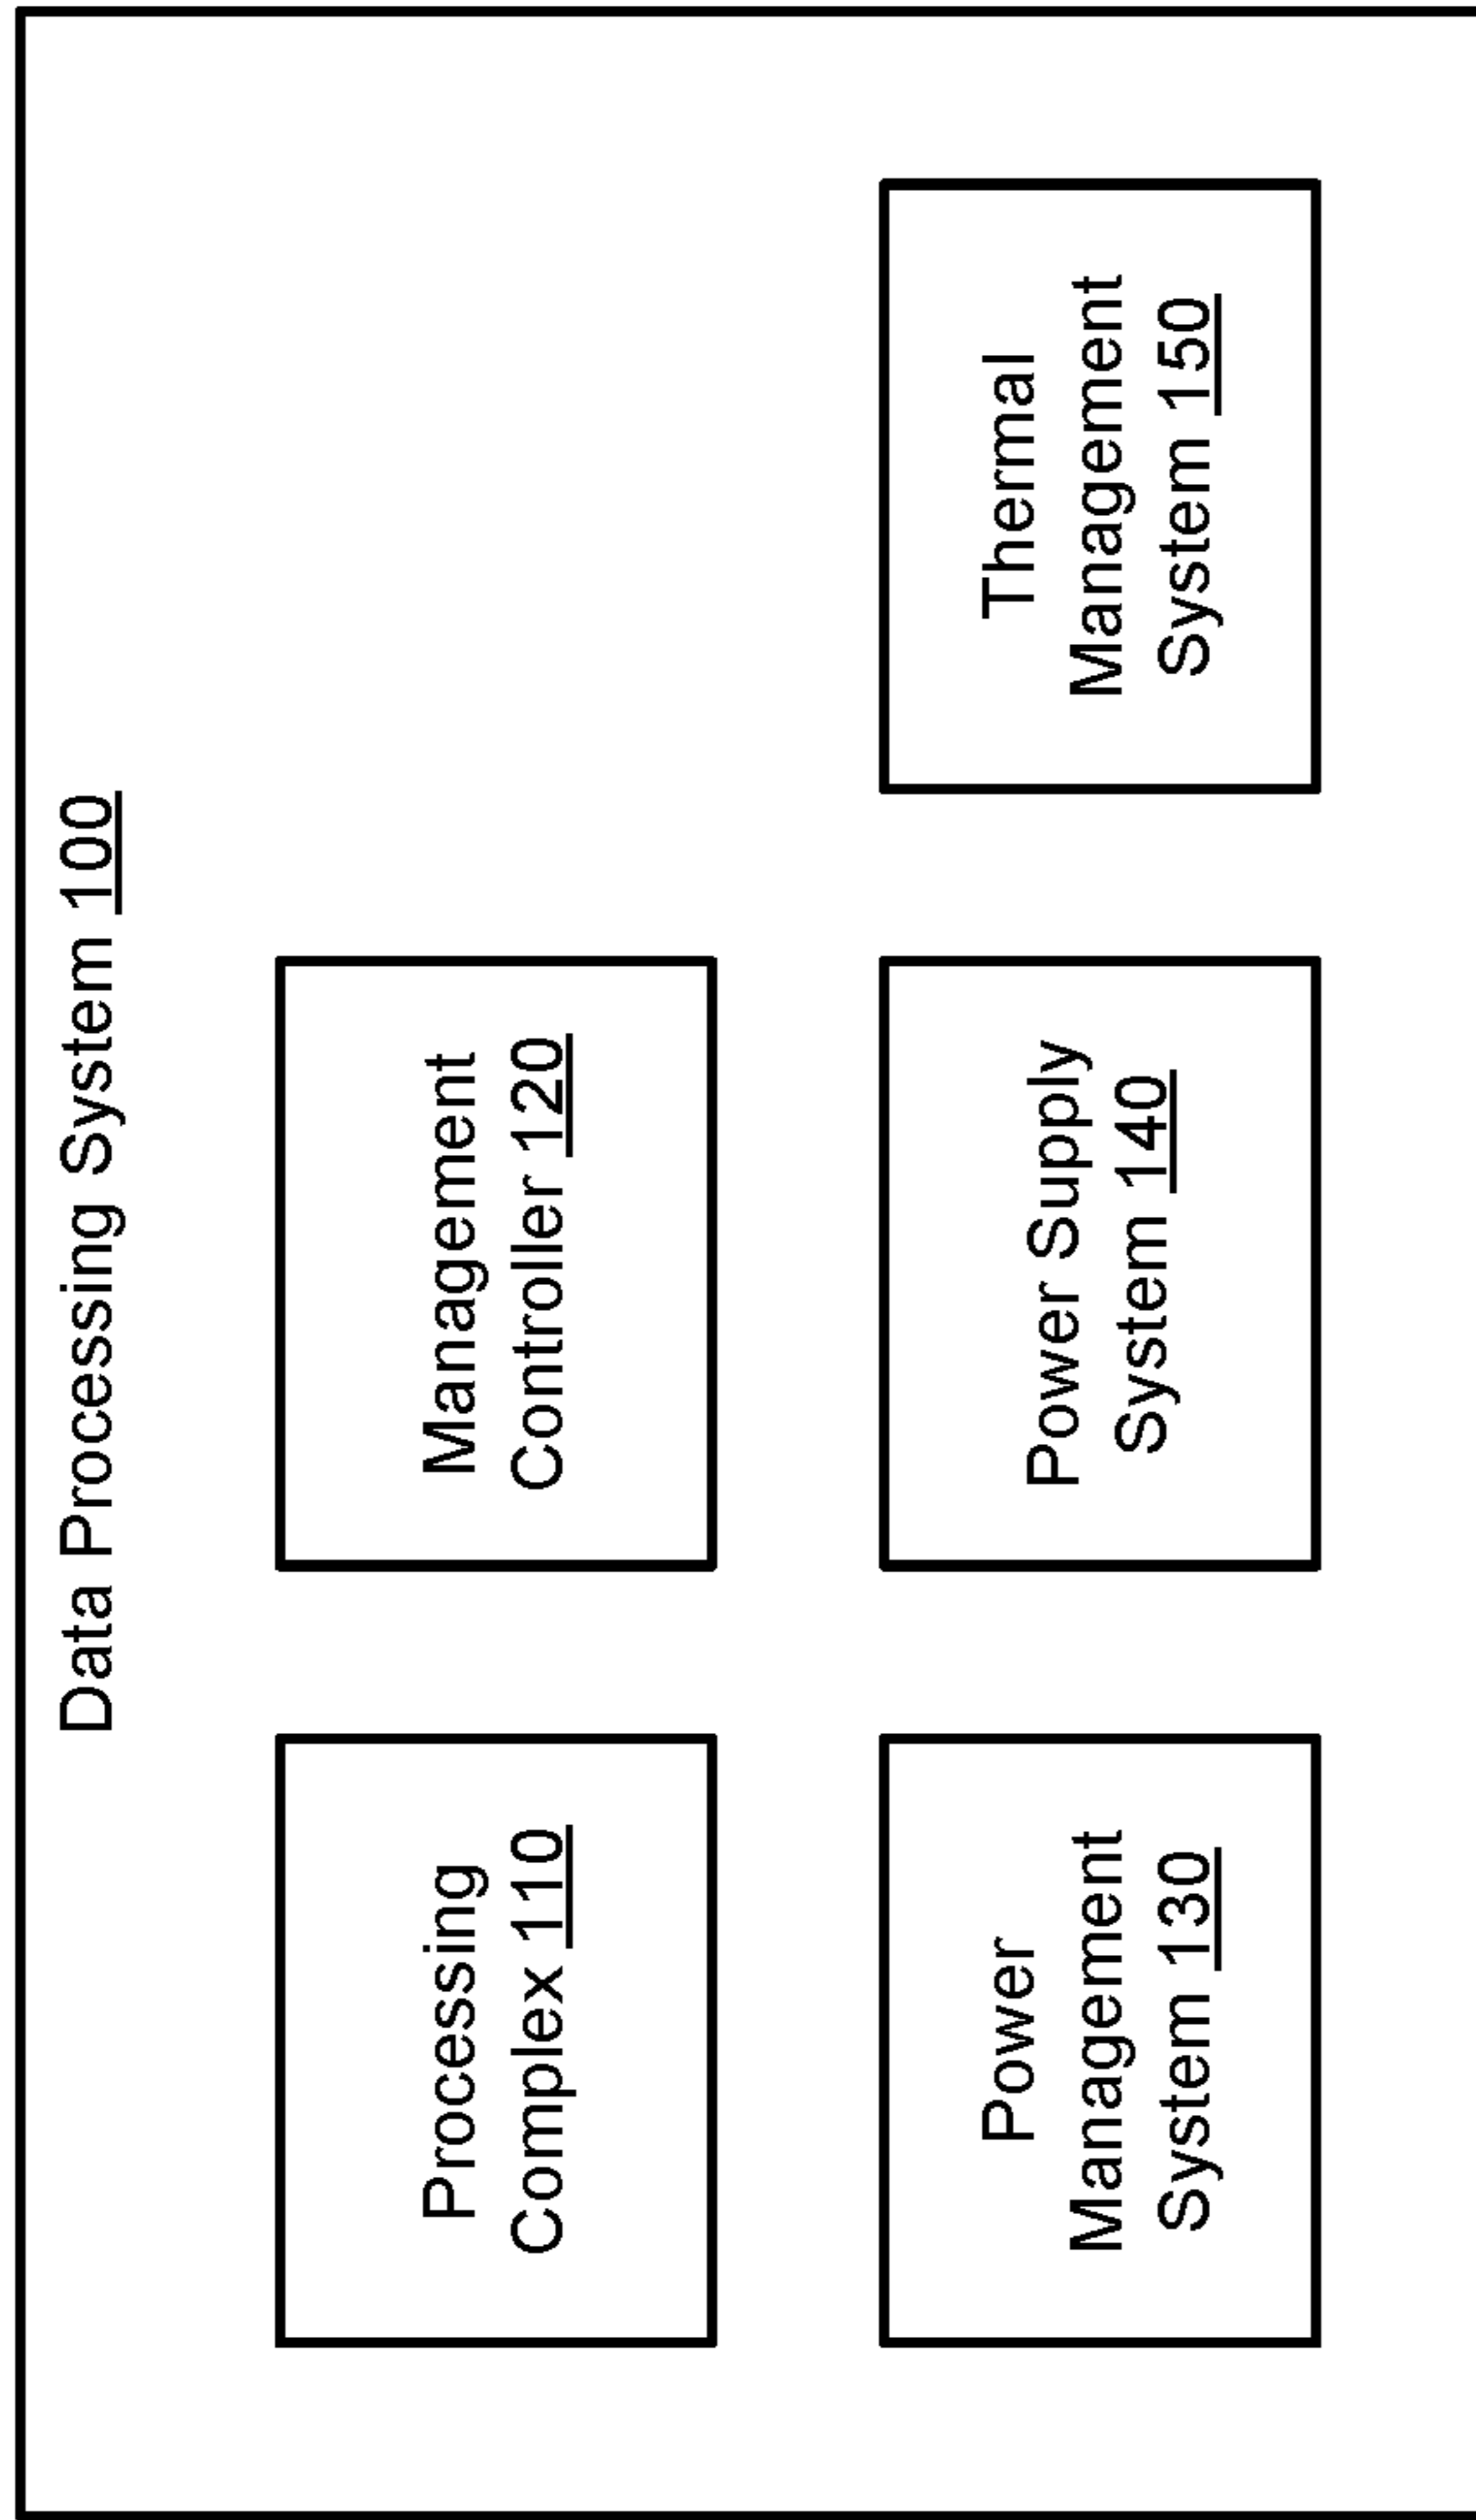 Data Processing System 100
Processing
Complex 110
Management
Controller 120
Power
Management
System 130
Power Supply
System 140
Thermal
Management
System 150